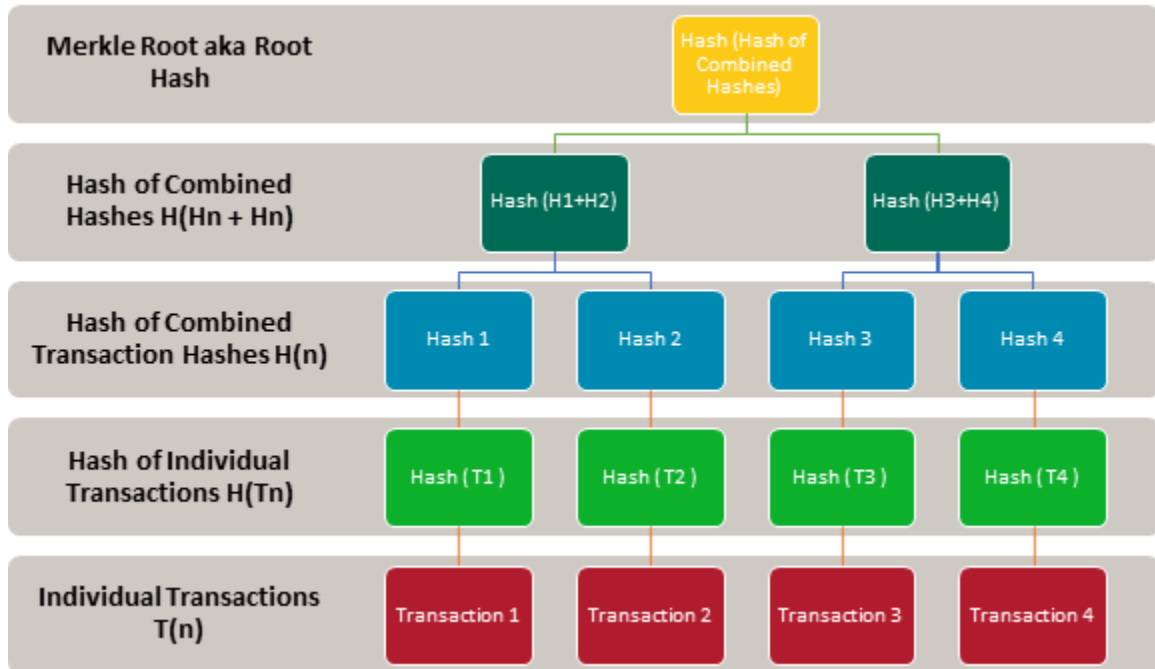 Merkle Root aka Root
Hash
Hash (Hash of
Combined
Hashes)
Hash of Combined
Hashes H(Hn + Hn)
Hash (H1+H2)
Hash (H3+H4)
Hash of Combined
Transaction Hashes H(n)
Hash 1
Hash 2
Hash 3
Hash 4
Hash of Individual
Transactions H(Tn)
Hash ( T1 )
Hash ( T2 )
Hash ( T3 )
Hash ( T4 )
Individual Transactions
T(n)
Transaction 1
Transaction 2
Transaction 3
Transaction 4